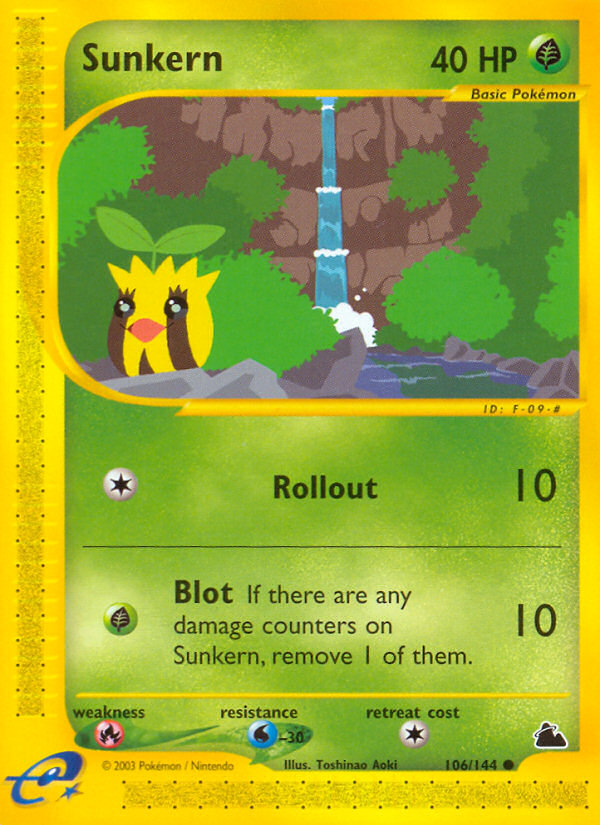 Sunkern 40 HP
Basic Pokémon
ID: F-09-#
Rollout 10
Blot If there are any
damage counters on
Sunkern, remove 1 of them.
10
weakness resistance retreat cost
-30
© 2003 Pokémon / Nintendo Illus. Toshinao Aoki 106/144
e